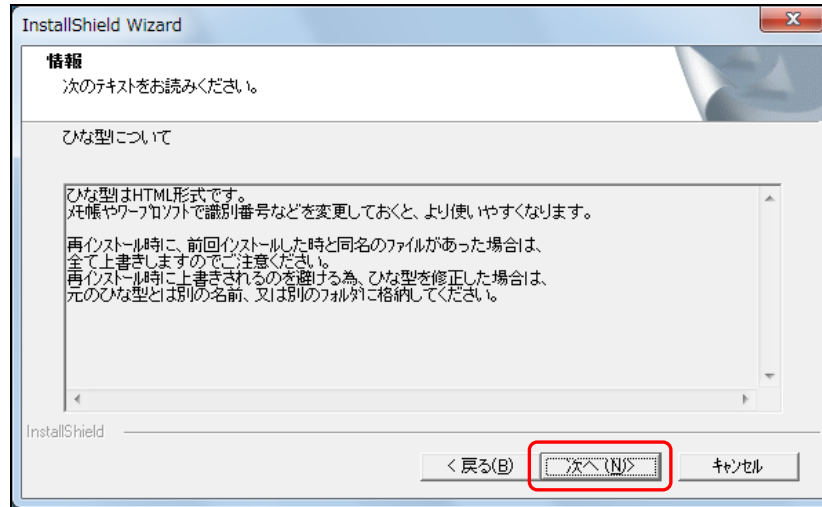 InstallShield Wizard
情報
次のテキストをお読みください。
ひな型について
ひな型はHTML形式です。
メモ帳やワープロソフトで識別番号などを変更しておくと、より使いやすくなります。
再インストール時に、前回インストールした時と同名のファイルがあった場合は、
全て上書きしますのでご注意ください。
再インストール時に上書きされるのを避ける為、ひな型を修正した場合は、
元のひな型とは別の名前、又は別のフォルダに格納してください。
InstallShield
< 戻る(B)
次へ(N)>
キャンセル